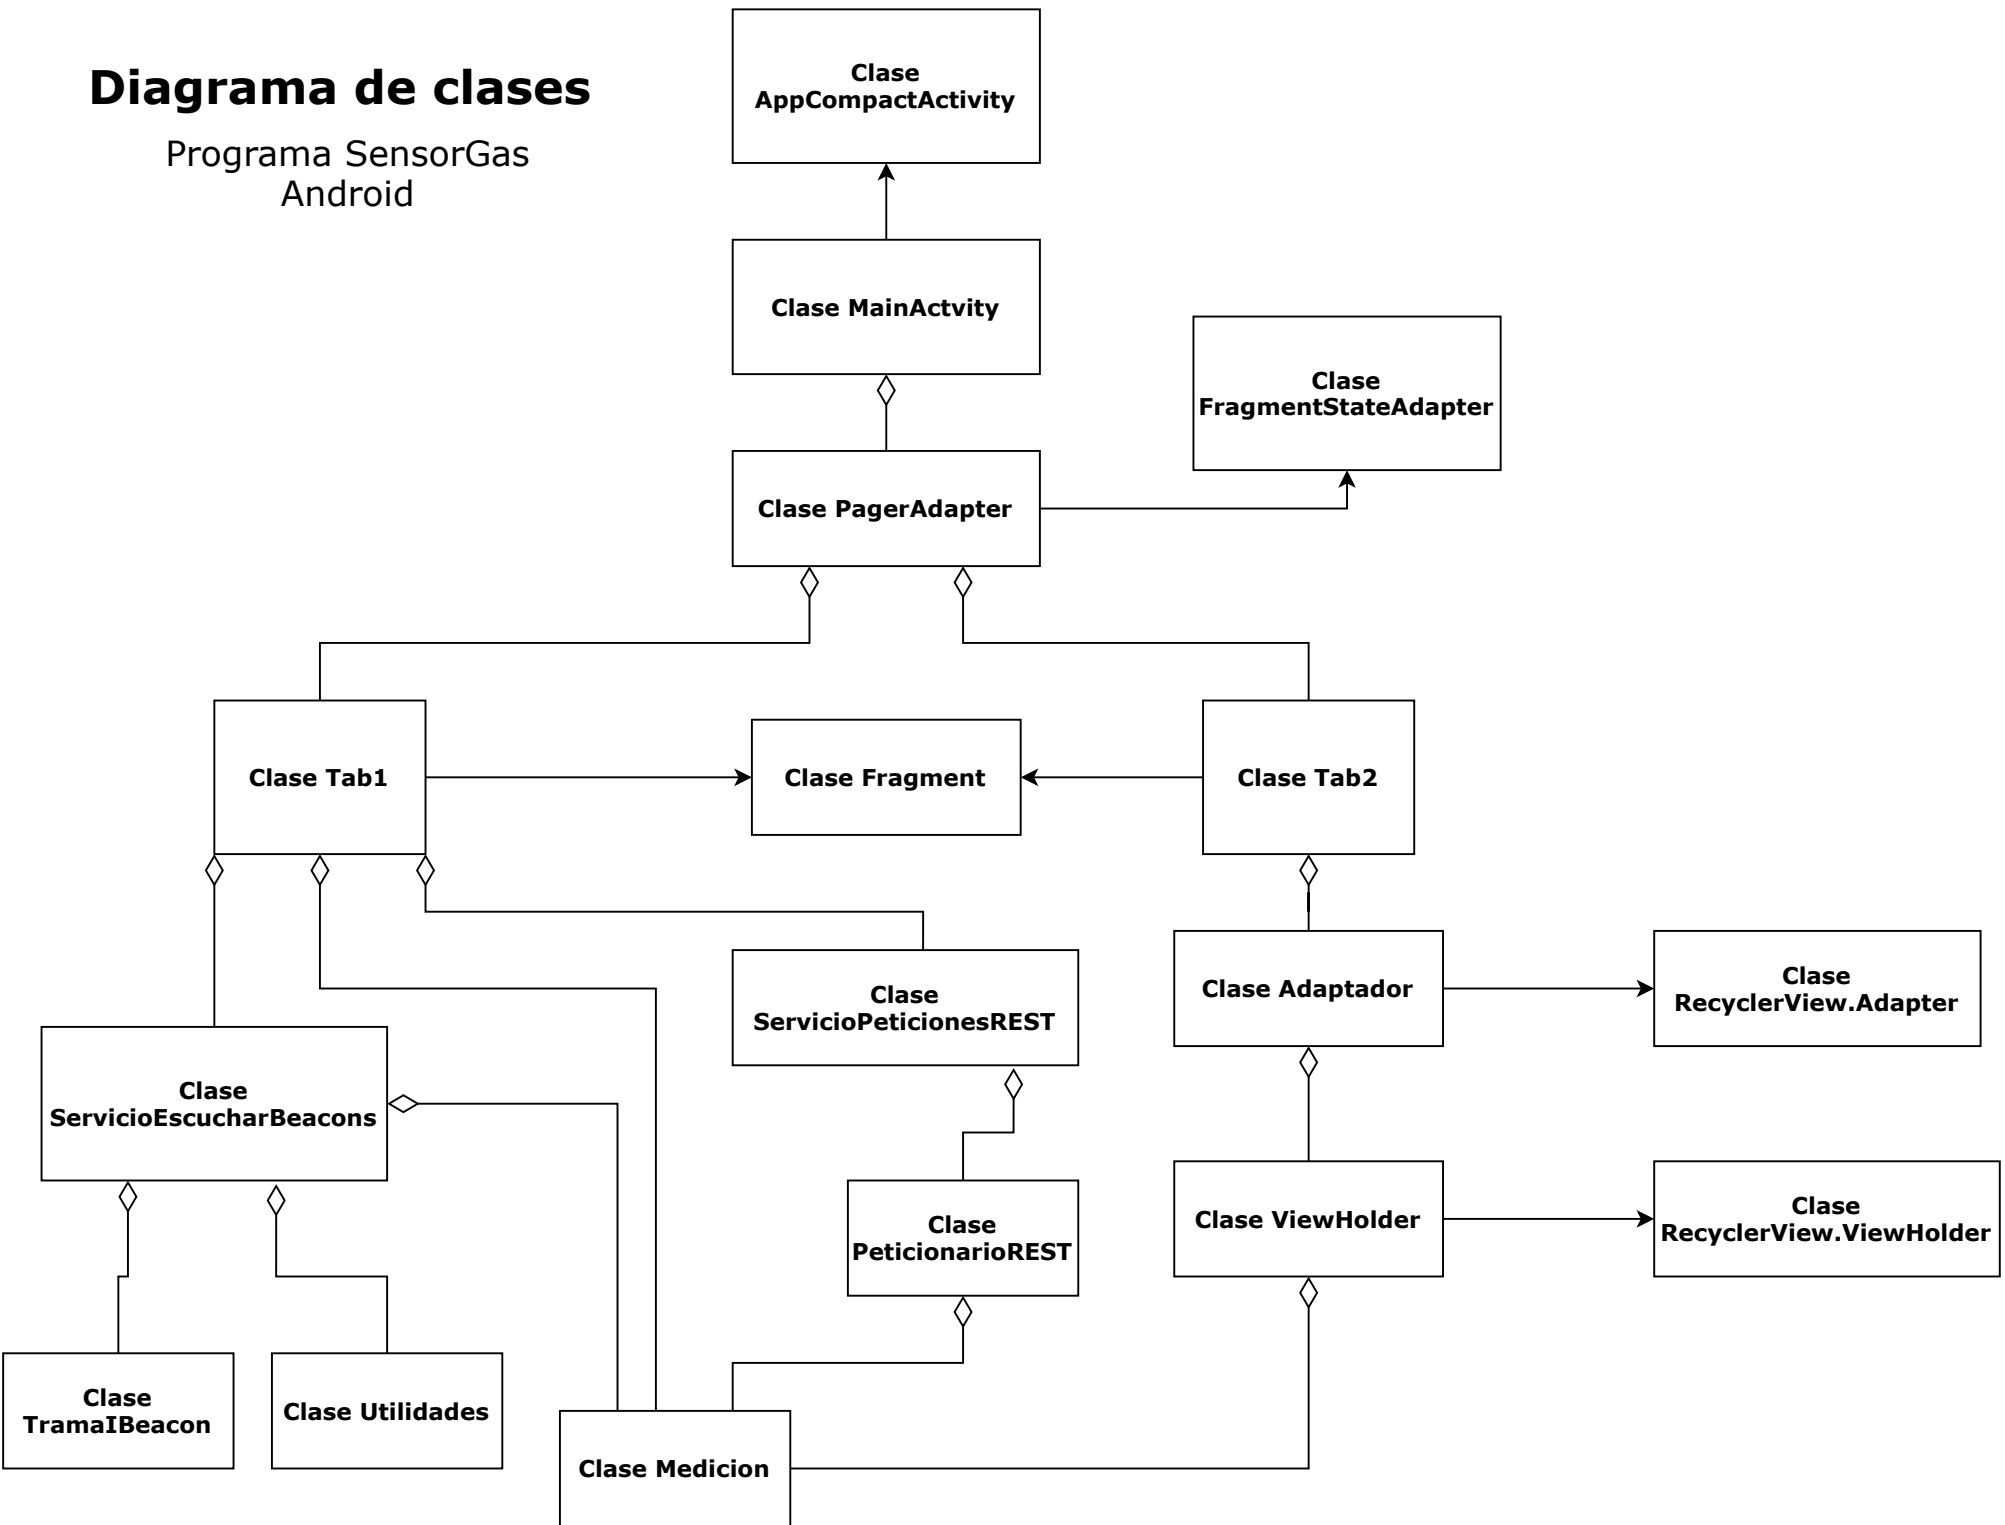 Diagrama de clases
Programa SensorGas
Android
Clase
AppCompactActivity
Clase MainActvity
Clase
FragmentStateAdapter
Clase PagerAdapter
Clase Tab1
Clase Fragment
Clase Tab2
Clase
ServicioPeticionesREST
Clase Adaptador
Clase
RecyclerView.Adapter
Clase
ServicioEscucharBeacons
Clase
PeticionarioREST
Clase ViewHolder
Clase
RecyclerView.ViewHolder
Clase
TramaIBeacon
Clase Utilidades
Clase Medicion